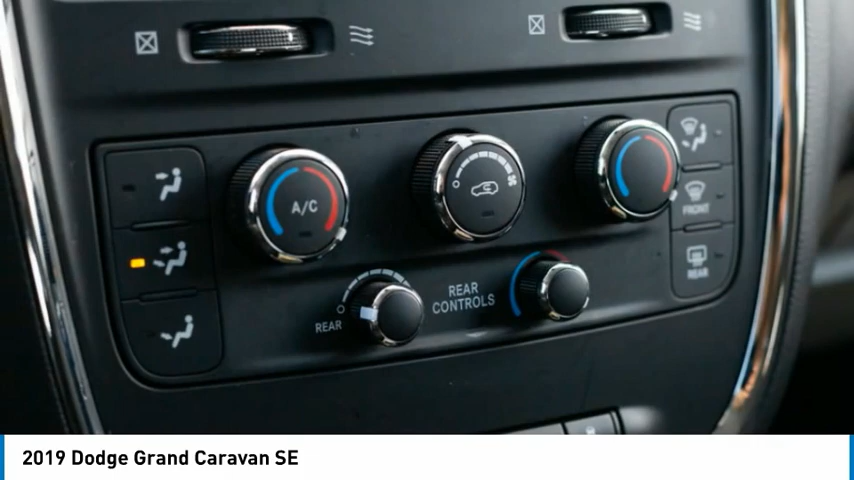 A/C
FRONT
REAR
REAR
CONTROLS
REAR
2019 Dodge Grand Caravan SE